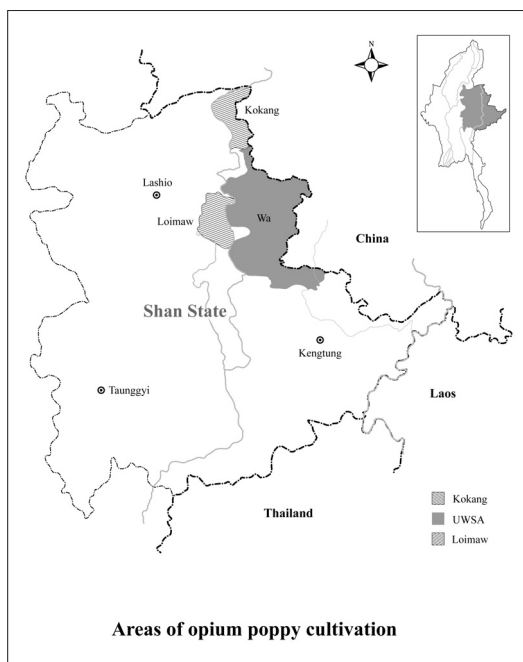 N
Kokang
Lashio
Loimaw
Wa
China
Shan State
Kengtung
Taunggyi
Laos
Kokang
UWSA
Thailand
Loimaw
Areas of opium poppy cultivation